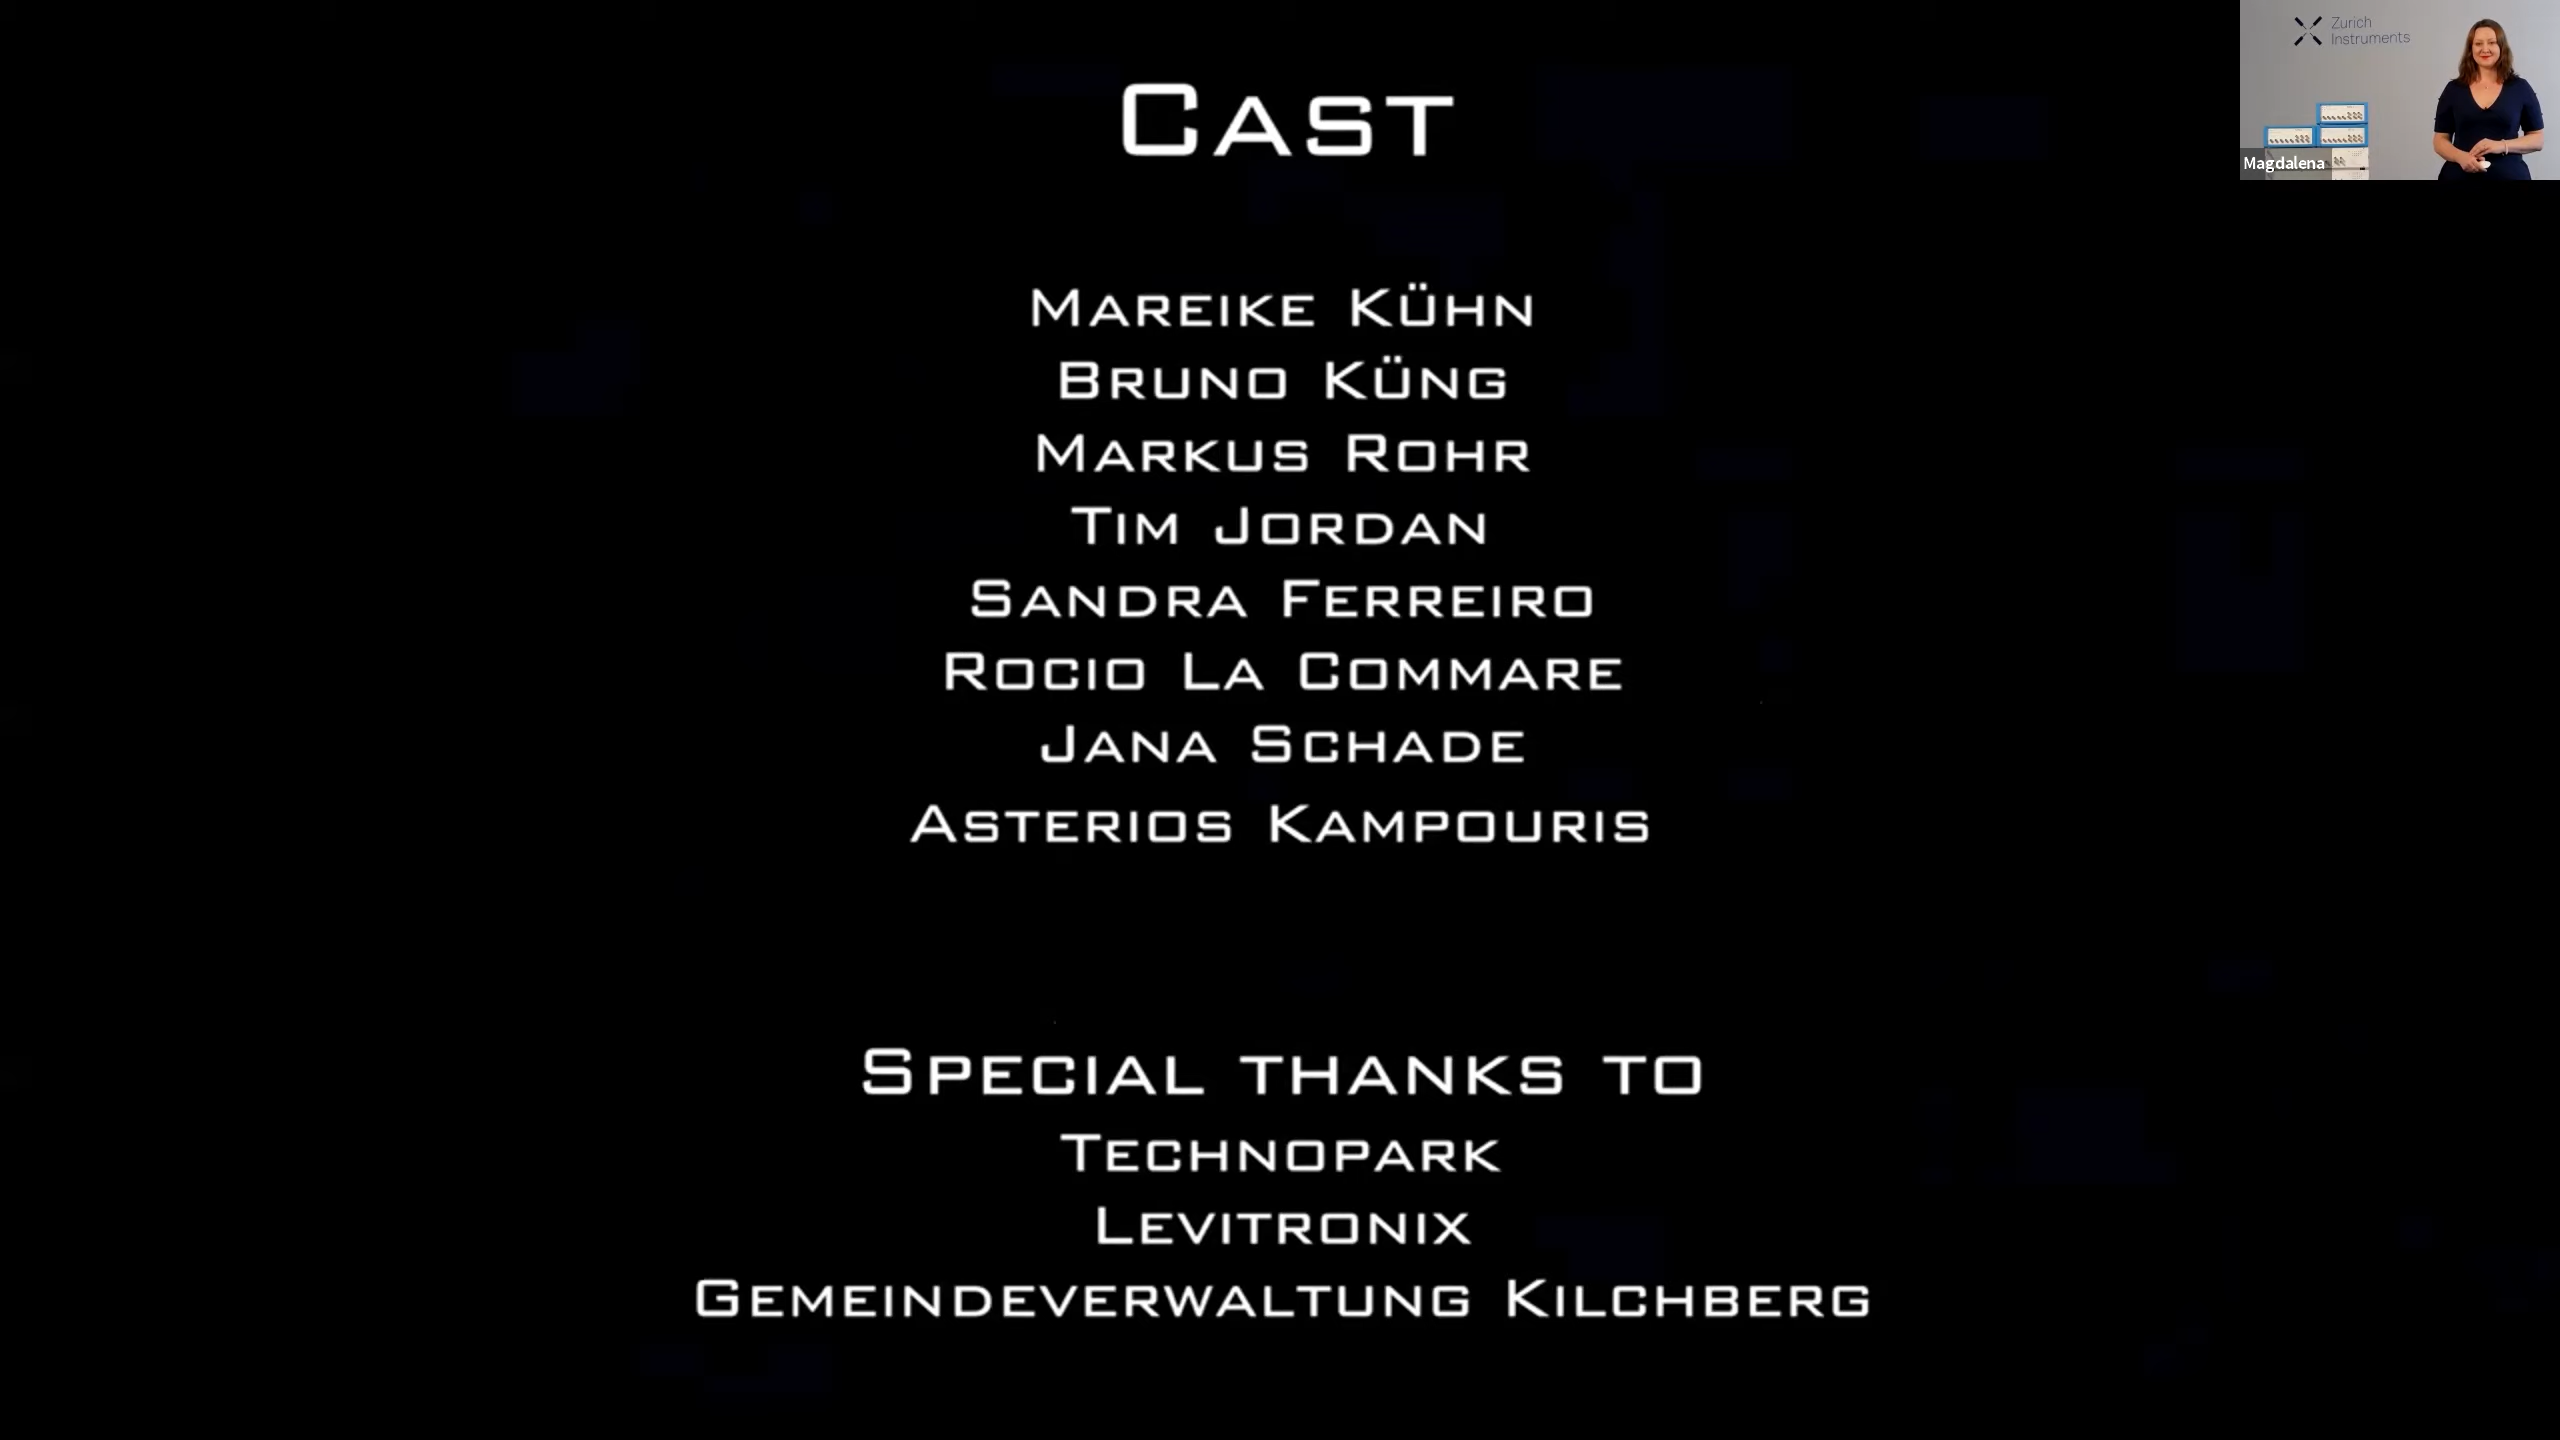 Cast
Mareike Kühn
Bruno Küng
Markus Rohr
Tim Jordan
Sandra Ferreiro
Rocio La Commare
Jana Schade
Asterios Kampouris
Special thanks to
Technopark
Levitronix
Gemeindeverwaltung Kilchberg
Zurich
Instruments
Magdalena